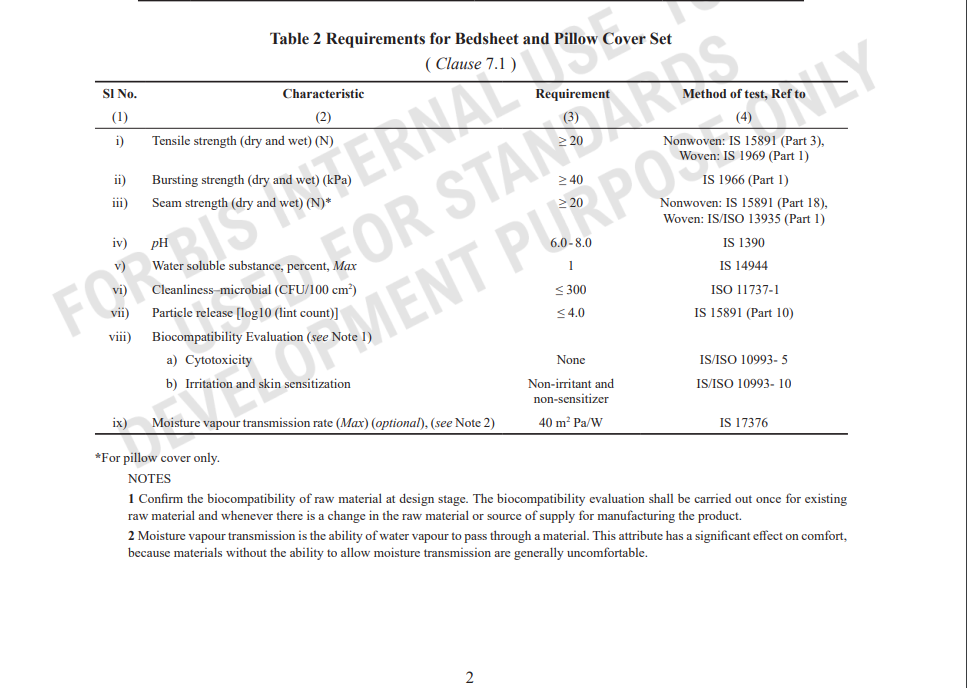 Table 2 Requirements for Bedsheet and Pillow Cover Set
( Clause 7.1 )
Sl No. Characteristic Requirement Method of test, Ref to
(1) (2) (3) (4)
i) Tensile strength (dry and wet) (N) ≥ 20 Nonwoven: IS 15891 (Part 3),
Woven: IS 1969 (Part 1)
ii) Bursting strength (dry and wet) (kPa) ≥ 40 IS 1966 (Part 1)
iii) Seam strength (dry and wet) (N)* ≥ 20 Nonwoven: IS 15891 (Part 18),
Woven: IS/ISO 13935 (Part 1)
iv) pH 6.0 - 8.0 IS 1390
v) Water soluble substance, percent, Max 1 IS 14944
vi) Cleanliness–microbial (CFU/100 cm²) ≤ 300 ISO 11737-1
vii) Particle release [log10 (lint count)] ≤ 4.0 IS 15891 (Part 10)
viii) Biocompatibility Evaluation (see Note 1)
a) Cytotoxicity None IS/ISO 10993- 5
b) Irritation and skin sensitization Non-irritant and IS/ISO 10993- 10
non-sensitizer
ix) Moisture vapour transmission rate (Max) (optional), (see Note 2) 40 m² Pa/W IS 17376
*For pillow cover only.
NOTES
1 Confirm the biocompatibility of raw material at design stage. The biocompatibility evaluation shall be carried out once for existing
raw material and whenever there is a change in the raw material or source of supply for manufacturing the product.
2 Moisture vapour transmission is the ability of water vapour to pass through a material. This attribute has a significant effect on comfort,
because materials without the ability to allow moisture transmission are generally uncomfortable.
2
FOR BIS INTERNAL USE TO
USED FOR STANDARDS
DEVELOPMENT PURPOSE ONLY